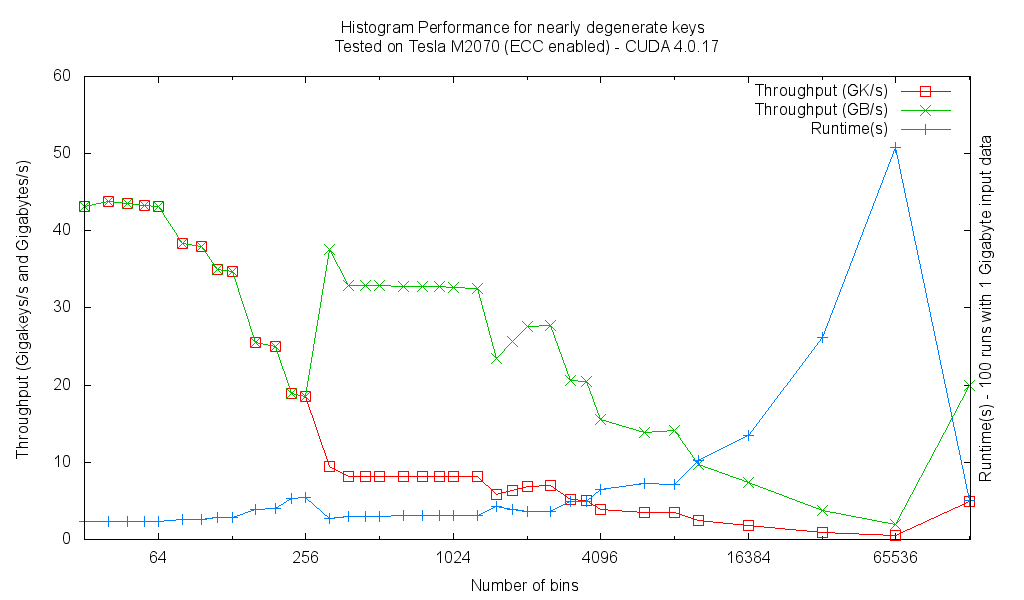 Histogram Performance for nearly degenerate keys
Tested on Tesla M2070 (ECC enabled) - CUDA 4.0.17
Throughput (GK/s)
Throughput (GB/s)
Runtime(s)
60
50
40
30
20
10
0
64
256
1024
4096
16384
65536
Number of bins
Throughput (Gigakeys/s and Gigabytes/s)
Runtime(s) - 100 runs with 1 Gigabyte input data